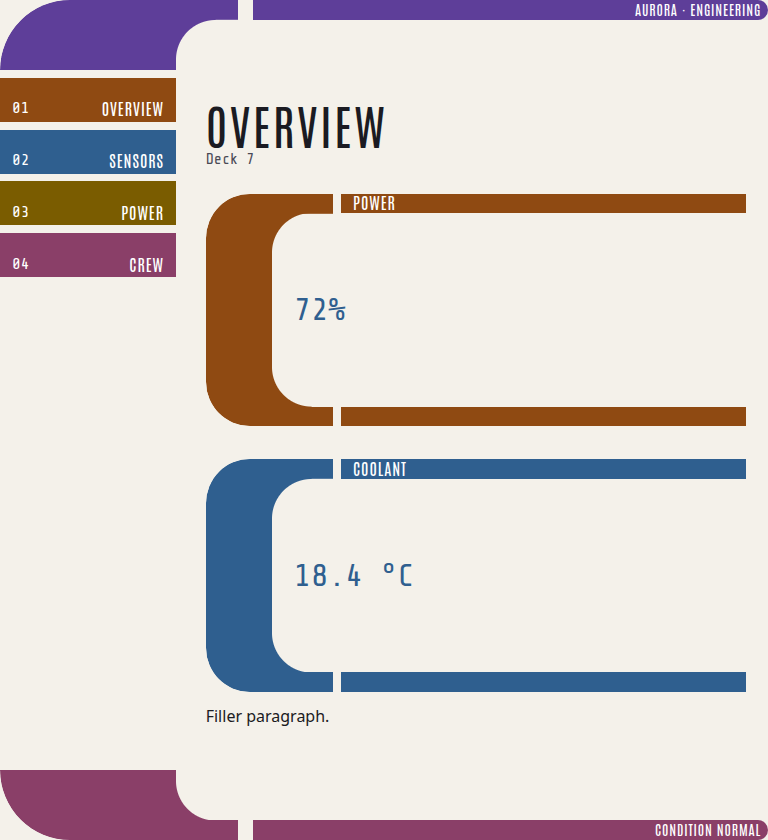 AURORA · ENGINEERING
01 OVERVIEW
02 SENSORS
03 POWER
04 CREW
OVERVIEW
Deck 7
POWER
72%
COOLANT
18.4 °C
Filler paragraph.
CONDITION NORMAL